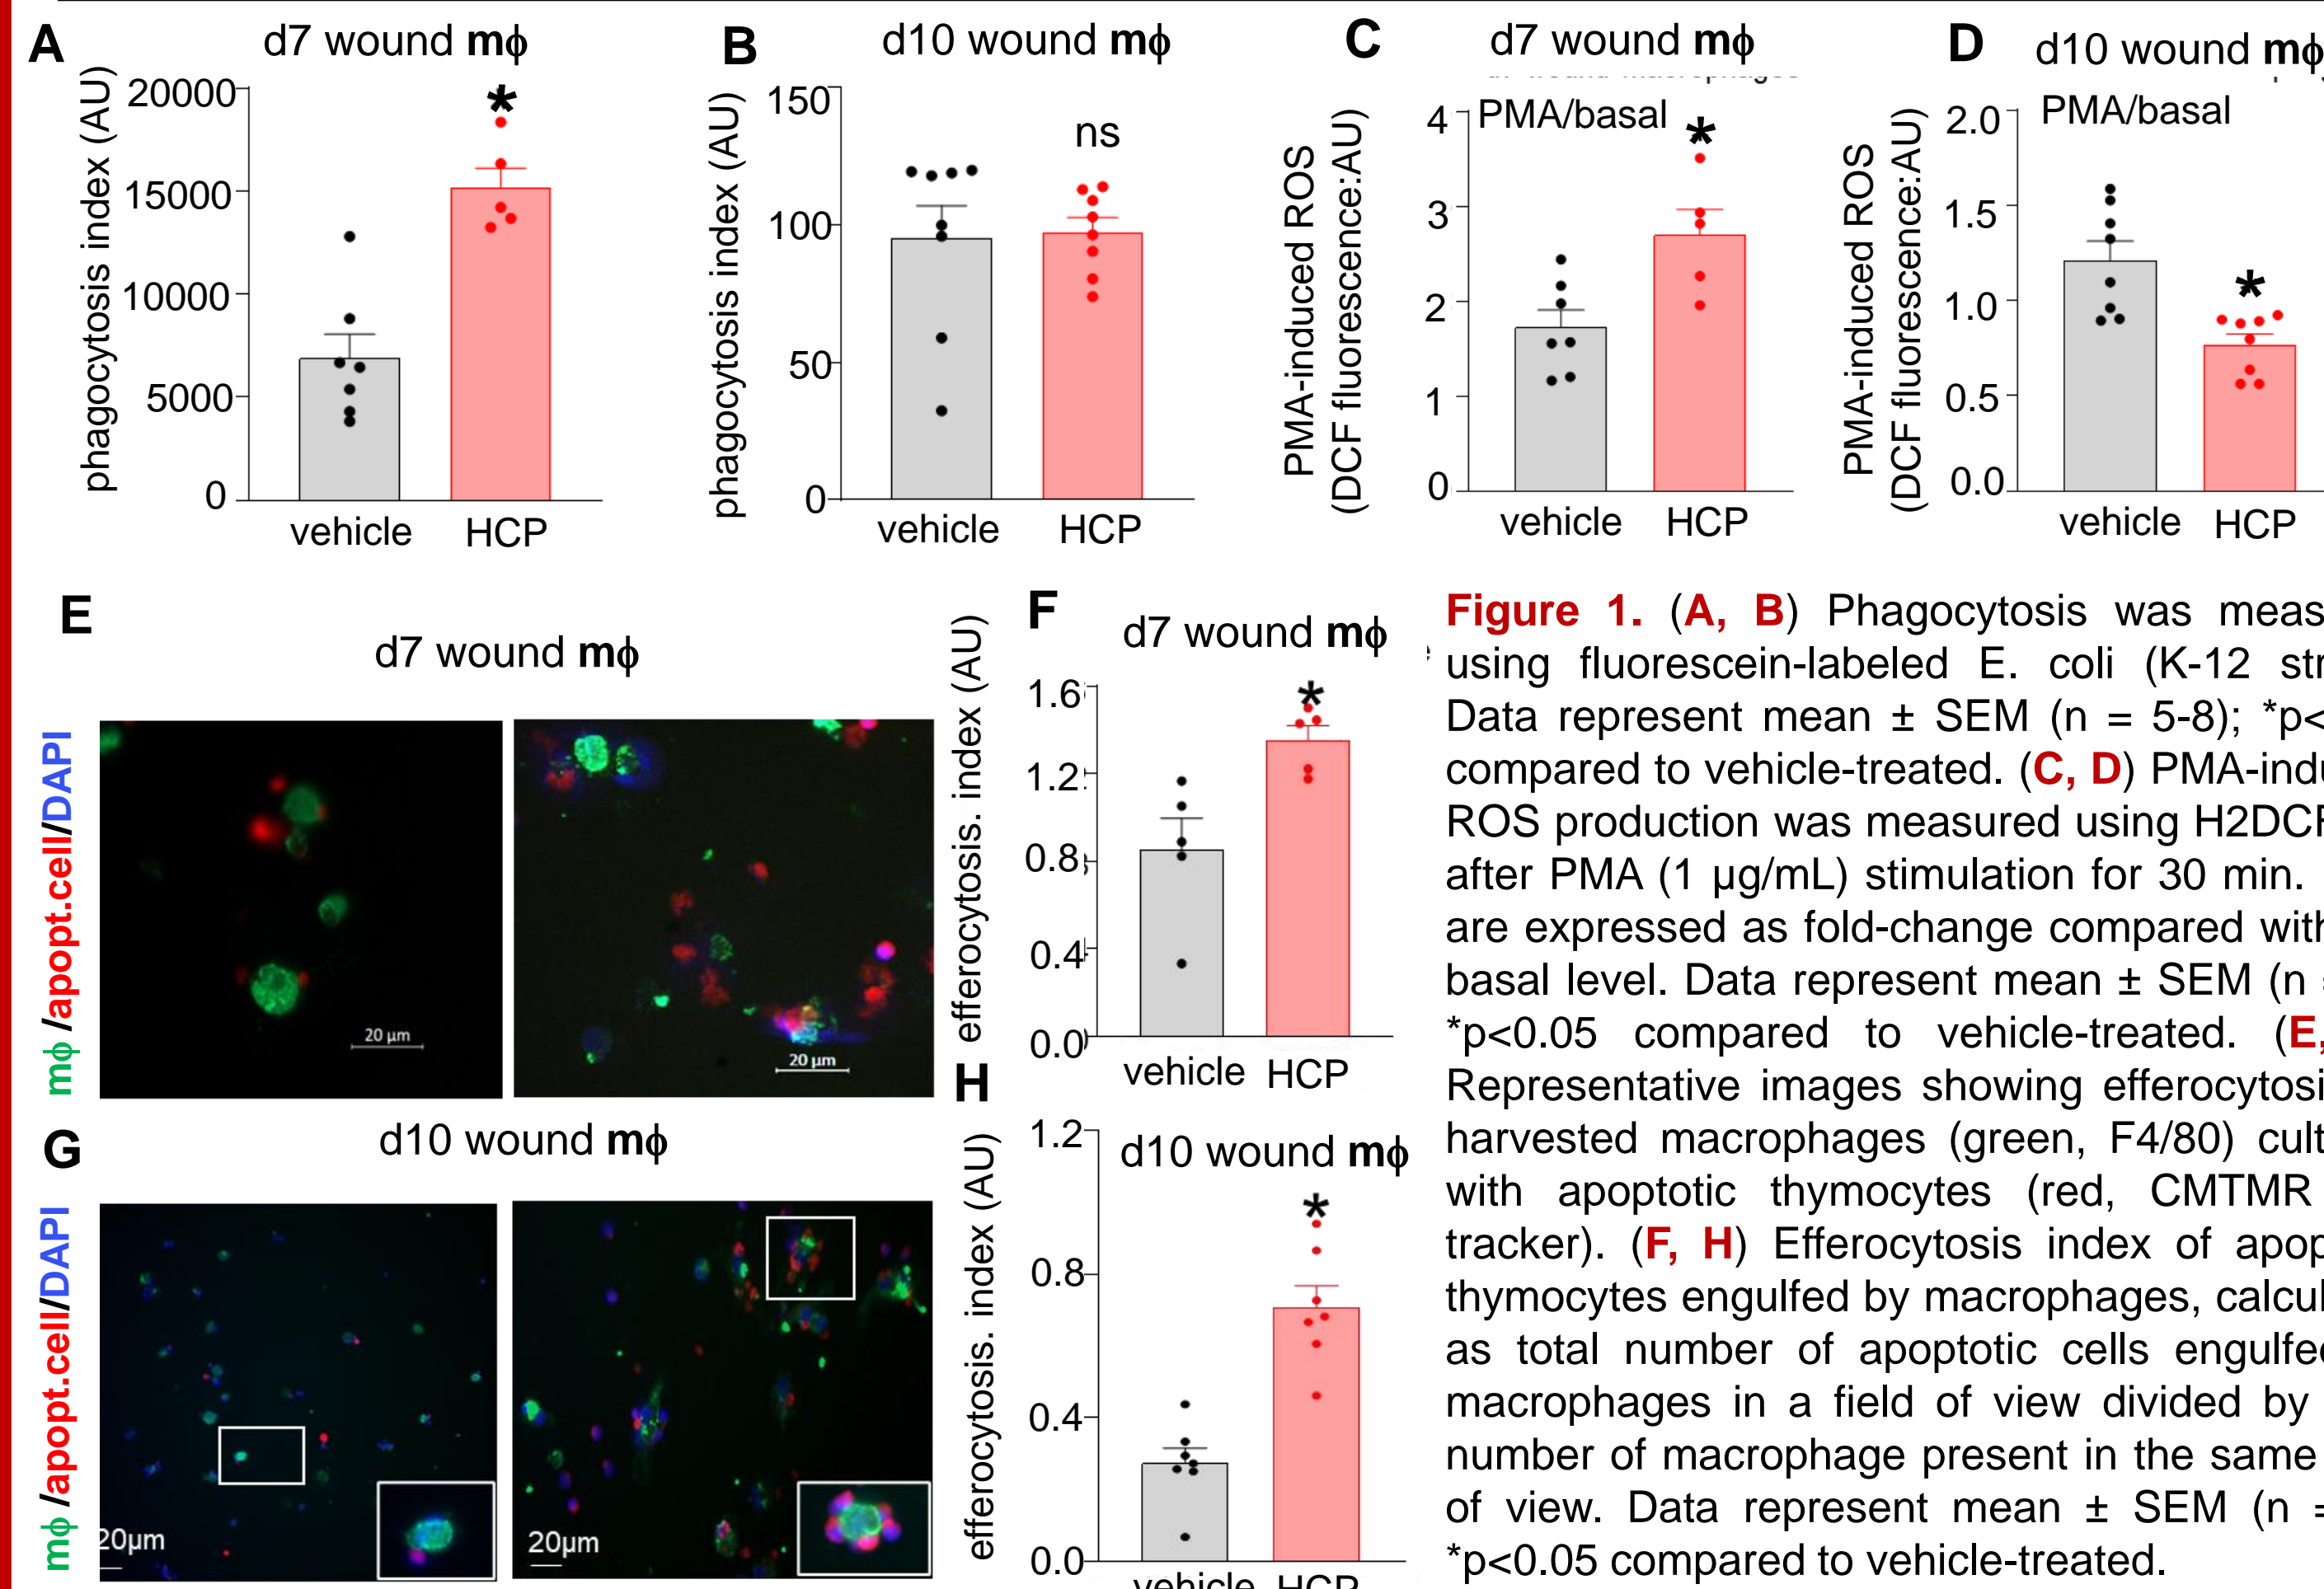 A
d7 wound mϕ
phagocytosis index (AU)
20000
15000
10000
5000
0
*
vehicle
HCP
B
d10 wound mϕ
phagocytosis index (AU)
150
100
50
0
ns
vehicle
HCP
C
d7 wound mϕ
PMA-induced ROS
(DCF fluorescence:AU)
4
3
2
1
0
PMA/basal
*
vehicle
HCP
D
d10 wound mϕ
PMA-induced ROS
(DCF fluorescence:AU)
2.0
1.5
1.0
0.5
0.0
PMA/basal
*
vehicle
HCP
E
d7 wound mϕ
mϕ /apopt.cell/DAPI
20 µm
20 µm
F
d7 wound mϕ
efferocytosis. index (AU)
1.6
1.2
0.8
0.4
0.0
*
vehicle
HCP
G
d10 wound mϕ
mϕ /apopt.cell/DAPI
20µm
20µm
H
d10 wound mϕ
efferocytosis. index (AU)
1.2
0.8
0.4
0.0
*
vehicle
HCP
Figure 1. (A, B) Phagocytosis was meas
using fluorescein-labeled E. coli (K-12 str
Data represent mean ± SEM (n = 5-8); *p<
compared to vehicle-treated. (C, D) PMA-indu
ROS production was measured using H2DCF
after PMA (1 µg/mL) stimulation for 30 min.
are expressed as fold-change compared with
basal level. Data represent mean ± SEM (n
*p<0.05 compared to vehicle-treated. (E,
Representative images showing efferocytosi
harvested macrophages (green, F4/80) cult
with apoptotic thymocytes (red, CMTMR
tracker). (F, H) Efferocytosis index of apop
thymocytes engulfed by macrophages, calcul
as total number of apoptotic cells engulfed
macrophages in a field of view divided by
number of macrophage present in the same
of view. Data represent mean ± SEM (n =
*p<0.05 compared to vehicle-treated.